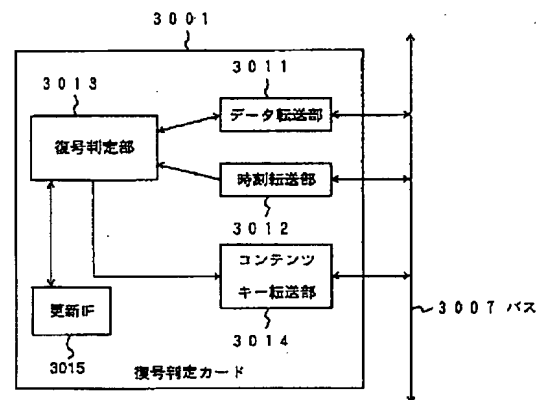 3001
3013
3011
データ転送部
復号判定部
時刻転送部
3012
コンテンツ
キー転送部
3014
更新IF
3015
3007 バス
復号判定カード